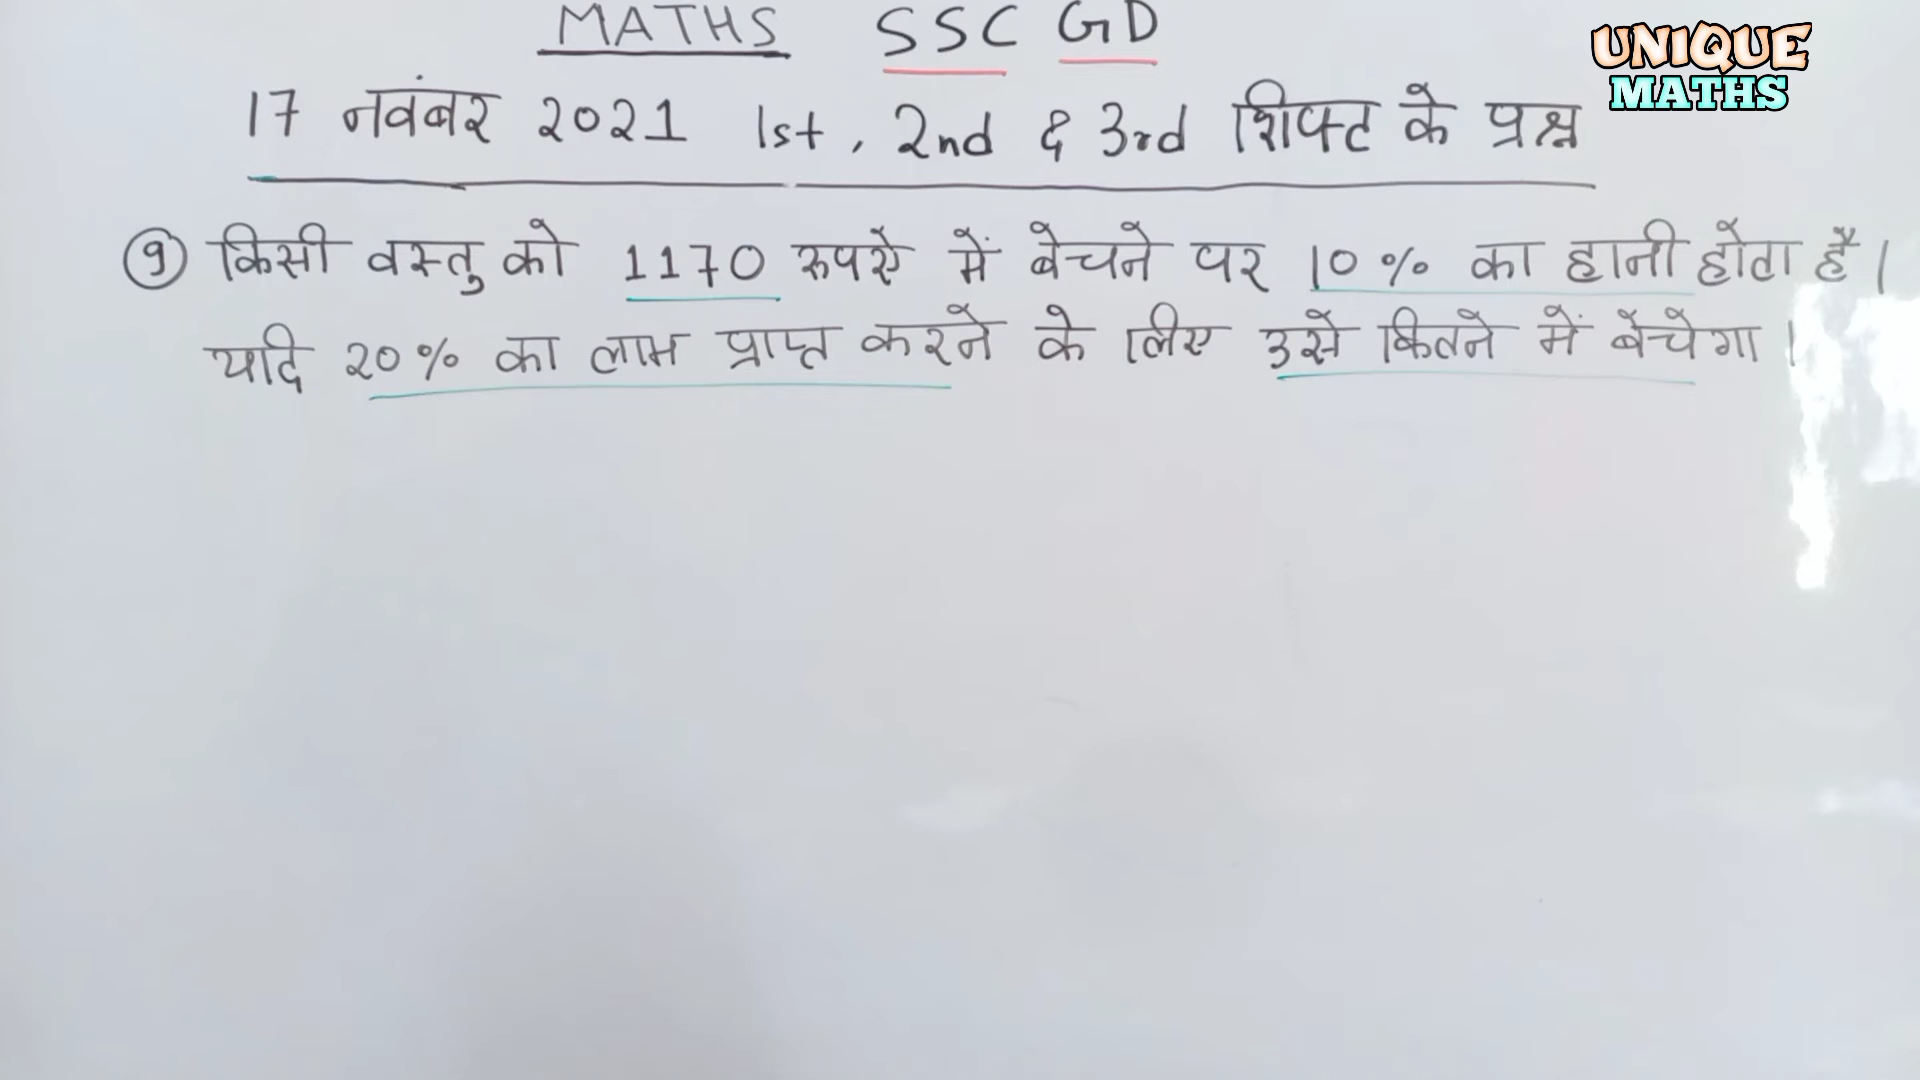 MATHS SSC GD
UNIQUE
MATHS
17 नवंबर 2021 1st, 2nd & 3rd शिफ्ट के प्रश्न
9 किसी वस्तु को 1170 रूपऐ में बेचने पर 10% का हानी होता है।
यदि 20% का लाभ प्राप्त करने के लीए उसे कितने में बेचेगा।